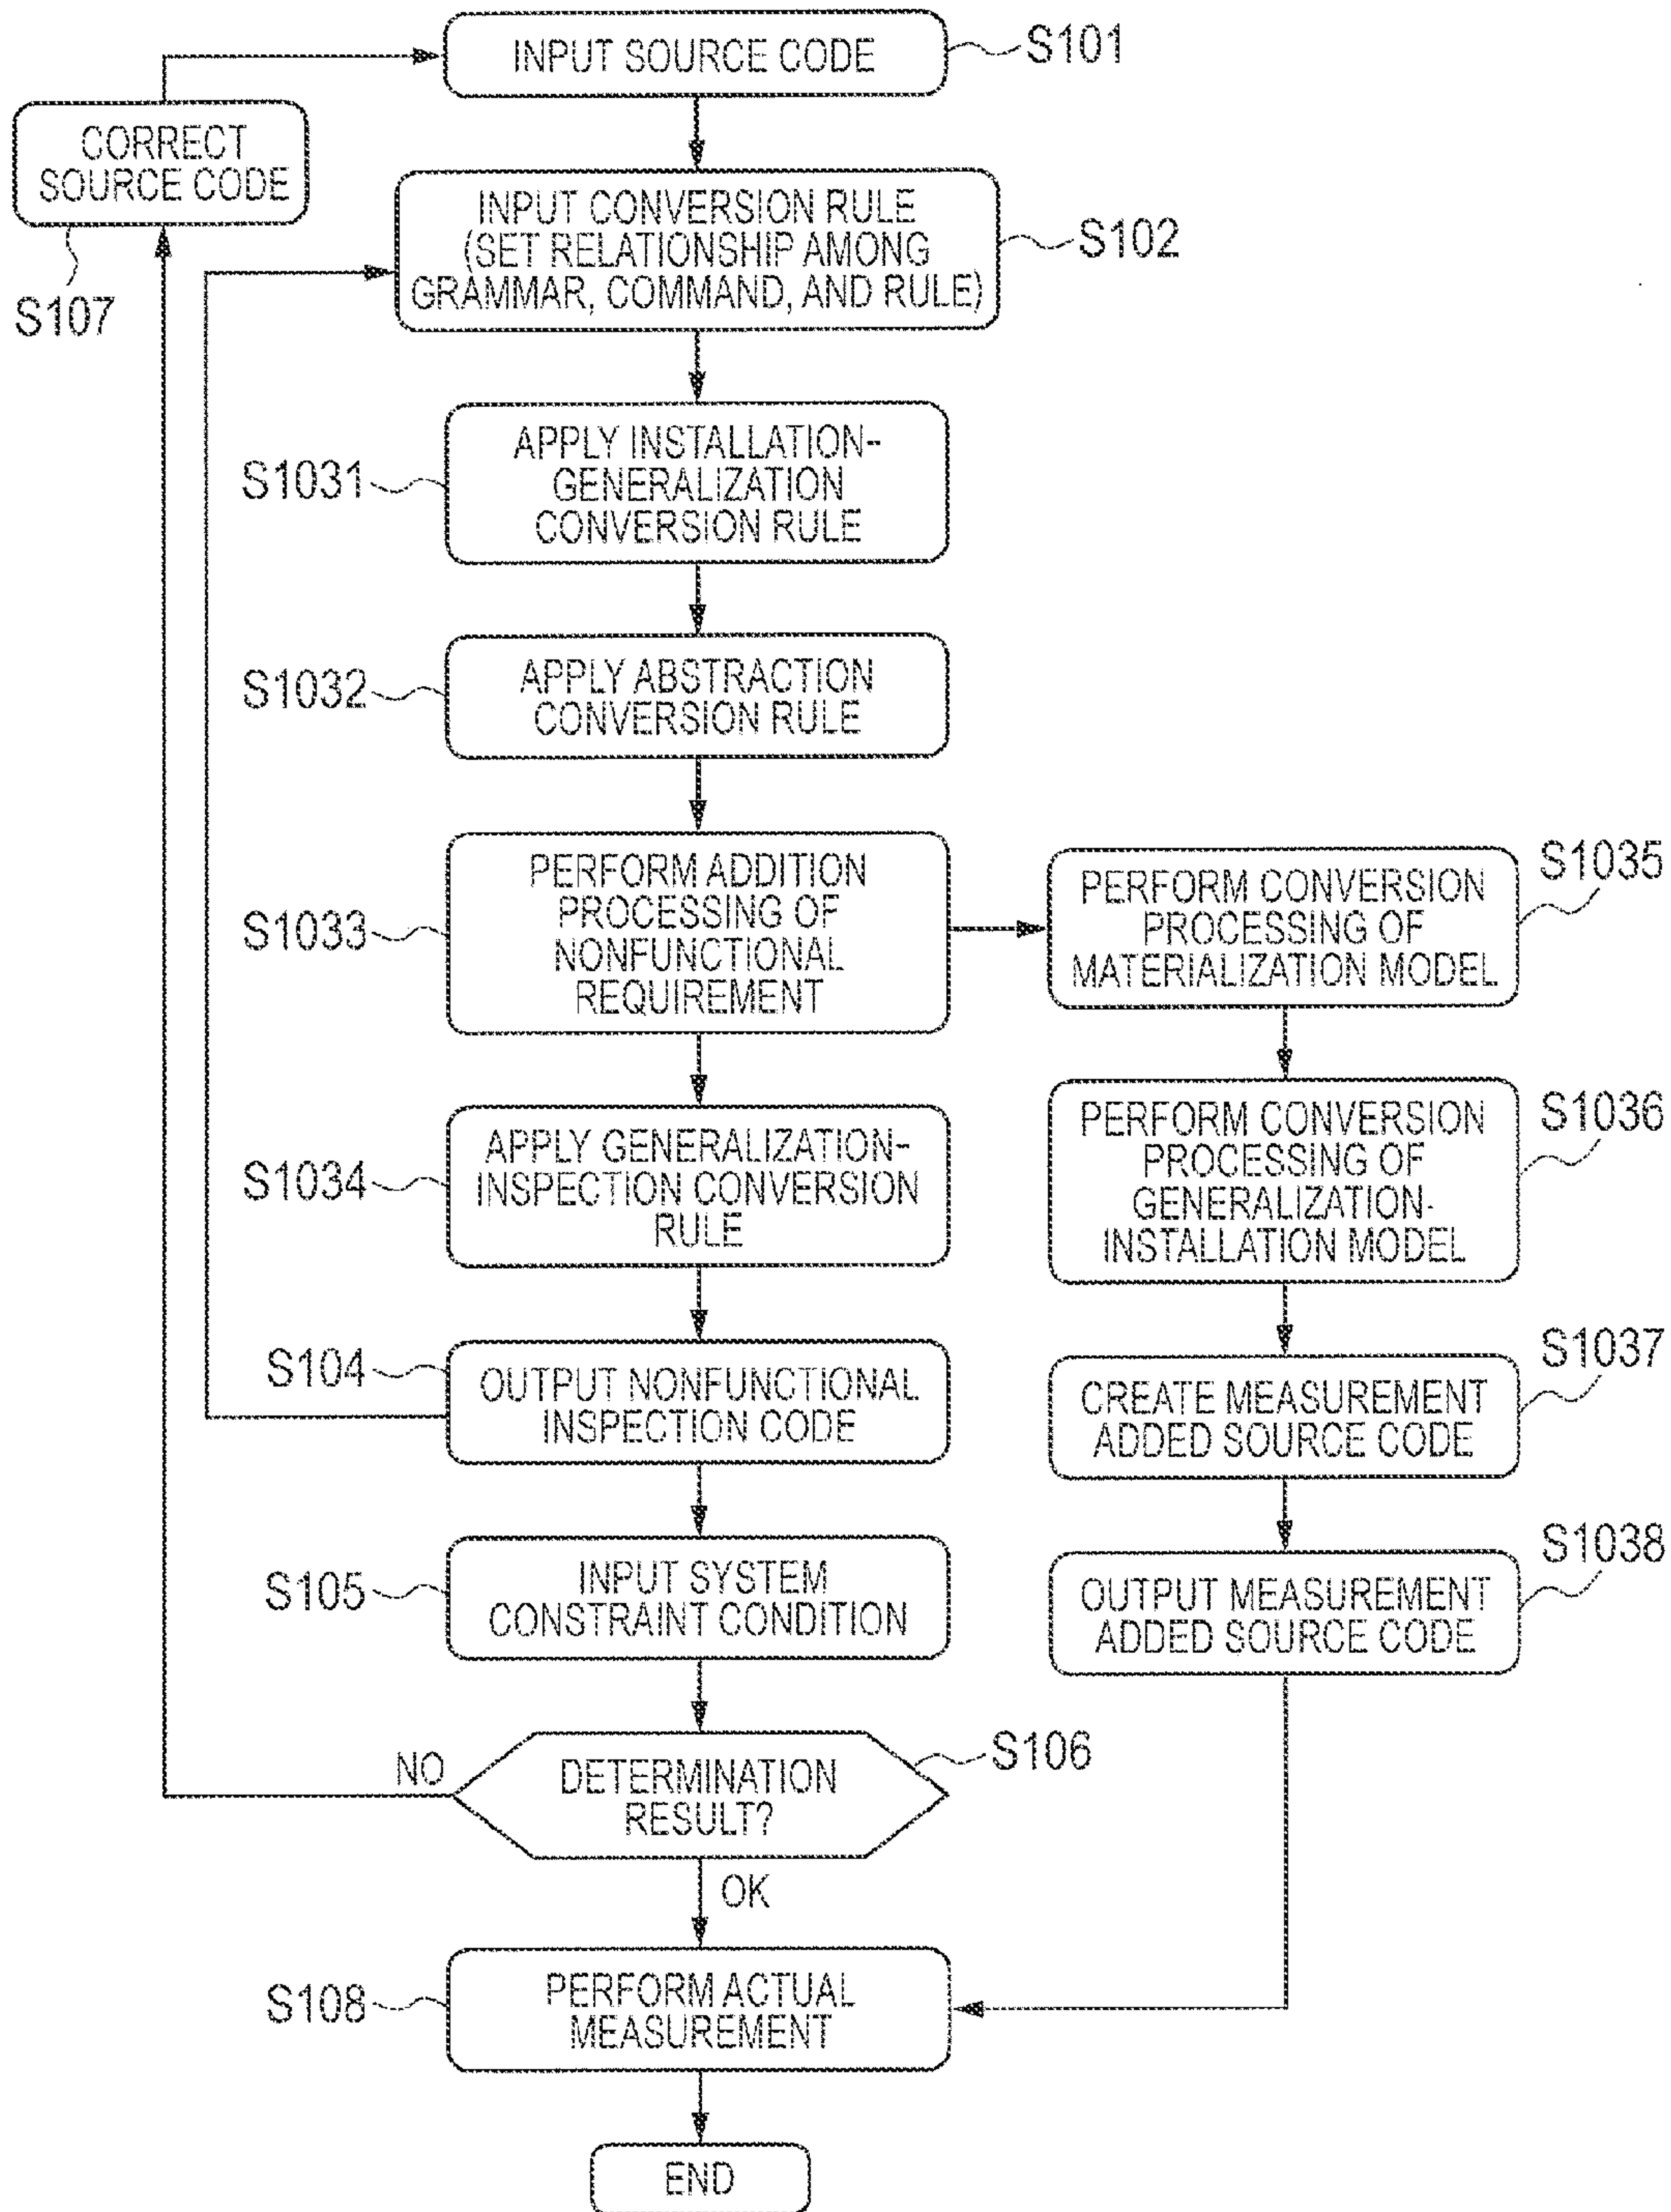 INPUT SOURCE CODE
S101
CORRECT
SOURCE CODE
S107
INPUT CONVERSION RULE
(SET RELATIONSHIP AMONG
GRAMMAR, COMMAND, AND RULE)
S102
S1031
APPLY INSTALLATION-
GENERALIZATION
CONVERSION RULE
S1032
APPLY ABSTRACTION
CONVERSION RULE
S1033
PERFORM ADDITION
PROCESSING OF
NONFUNCTIONAL
REQUIREMENT
S1035
PERFORM CONVERSION
PROCESSING OF
MATERIALIZATION MODEL
S1034
APPLY GENERALIZATION-
INSPECTION CONVERSION
RULE
S1036
PERFORM CONVERSION
PROCESSING OF
GENERALIZATION-
INSTALLATION MODEL
S104
OUTPUT NONFUNCTIONAL
INSPECTION CODE
S1037
CREATE MEASUREMENT
ADDED SOURCE CODE
S105
INPUT SYSTEM
CONSTRAINT CONDITION
S1038
OUTPUT MEASUREMENT
ADDED SOURCE CODE
NO
DETERMINATION
RESULT?
S106
OK
S108
PERFORM ACTUAL
MEASUREMENT
END